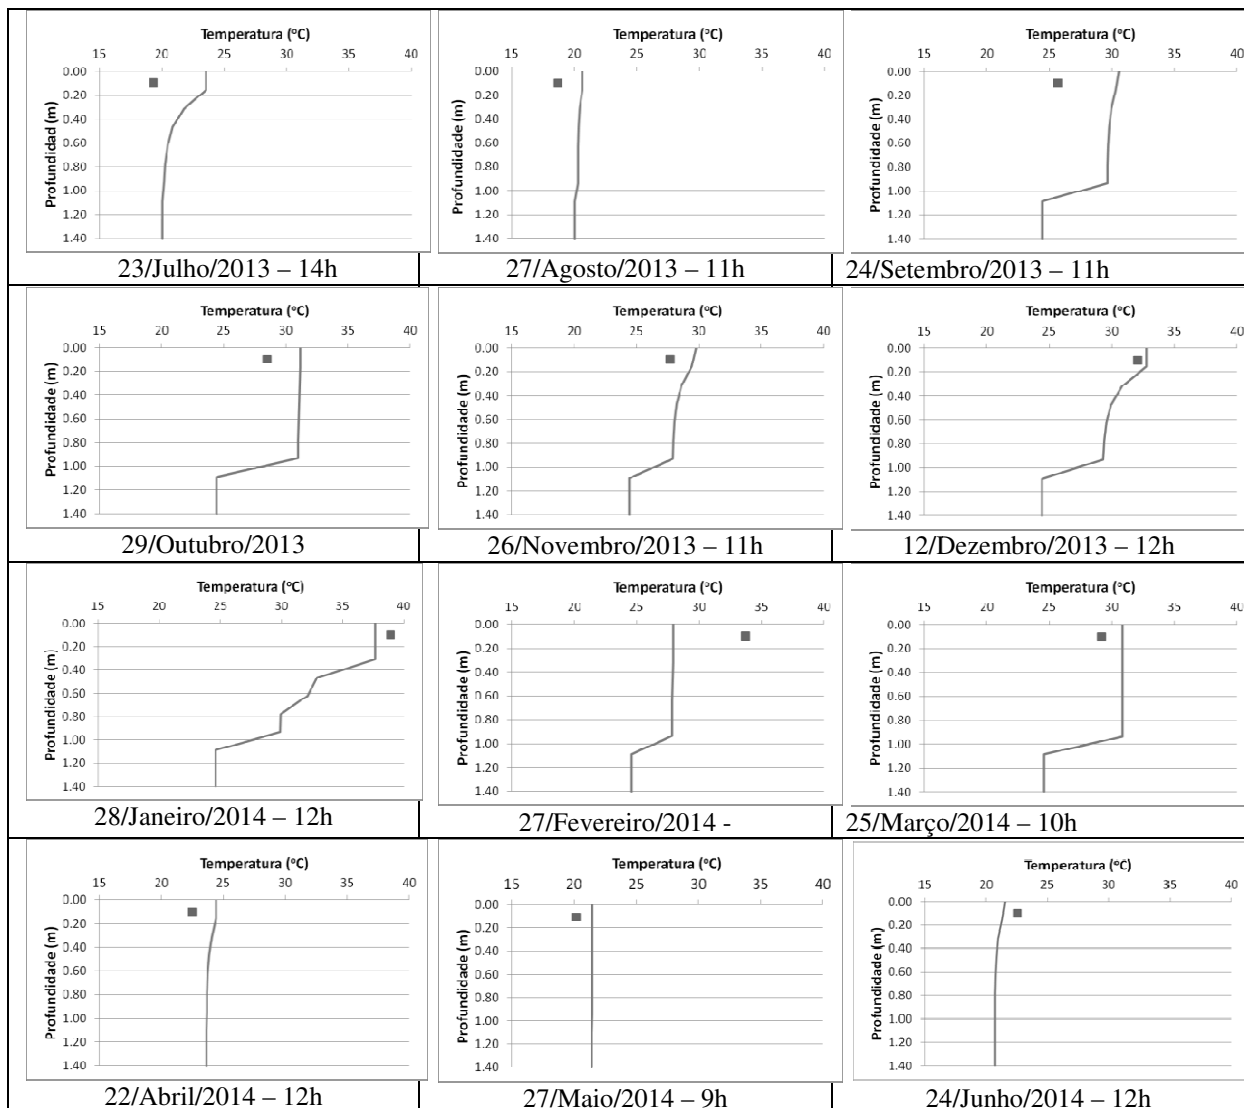 Temperatura (°C)
15 20 25 30 35 40
0.00
0.20
0.40
0.60
0.80
1.00
1.20
1.40
Profundidad (m)
23/Julho/2013 – 14h
Temperatura (°C)
15 20 25 30 35 40
0.00
0.20
0.40
0.60
0.80
1.00
1.20
1.40
Profundidade (m)
27/Agosto/2013 – 11h
Temperatura (°C)
15 20 25 30 35 40
0.00
0.20
0.40
0.60
0.80
1.00
1.20
1.40
Profundidade (m)
24/Setembro/2013 – 11h
Temperatura (°C)
15 20 25 30 35 40
0.00
0.20
0.40
0.60
0.80
1.00
1.20
1.40
Profundidade (m)
29/Outubro/2013
Temperatura (°C)
15 20 25 30 35 40
0.00
0.20
0.40
0.60
0.80
1.00
1.20
1.40
Profundidade (m)
26/Novembro/2013 – 11h
Temperatura (°C)
15 20 25 30 35 40
0.00
0.20
0.40
0.60
0.80
1.00
1.20
1.40
Profundidade (m)
12/Dezembro/2013 – 12h
Temperatura (°C)
15 20 25 30 35 40
0.00
0.20
0.40
0.60
0.80
1.00
1.20
1.40
Profundidade (m)
28/Janeiro/2014 – 12h
Temperatura (°C)
15 20 25 30 35 40
0.00
0.20
0.40
0.60
0.80
1.00
1.20
1.40
Profundidade (m)
27/Fevereiro/2014 -
Temperatura (°C)
15 20 25 30 35 40
0.00
0.20
0.40
0.60
0.80
1.00
1.20
1.40
Profundidade (m)
25/Março/2014 – 10h
Temperatura (°C)
15 20 25 30 35 40
0.00
0.20
0.40
0.60
0.80
1.00
1.20
1.40
Profundidade (m)
22/Abril/2014 – 12h
Temperatura (°C)
15 20 25 30 35 40
0.00
0.20
0.40
0.60
0.80
1.00
1.20
1.40
Profundidade (m)
27/Maio/2014 – 9h
Temperatura (°C)
15 20 25 30 35 40
0.00
0.20
0.40
0.60
0.80
1.00
1.20
1.40
Profundidade (m)
24/Junho/2014 – 12h